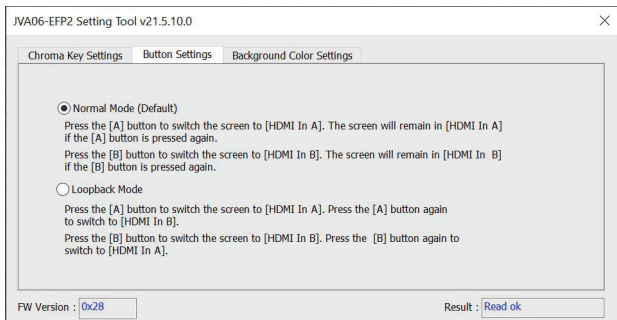 JVA06-EFP2 Setting Tool v21.5.10.0
Chroma Key Settings Button Settings Background Color Settings
Normal Mode (Default)
Press the [A] button to switch the screen to [HDMI In A]. The screen will remain in [HDMI In A]
if the [A] button is pressed again.
Press the [B] button to switch the screen to [HDMI In B]. The screen will remain in [HDMI In B]
if the [B] button is pressed again.
Loopback Mode
Press the [A] button to switch the screen to [HDMI In A]. Press the [A] button again
to switch to [HDMI In B].
Press the [B] button to switch the screen to [HDMI In B]. Press the [B] button again to
switch to [HDMI In A].
FW Version : 0x28 Result : Read ok